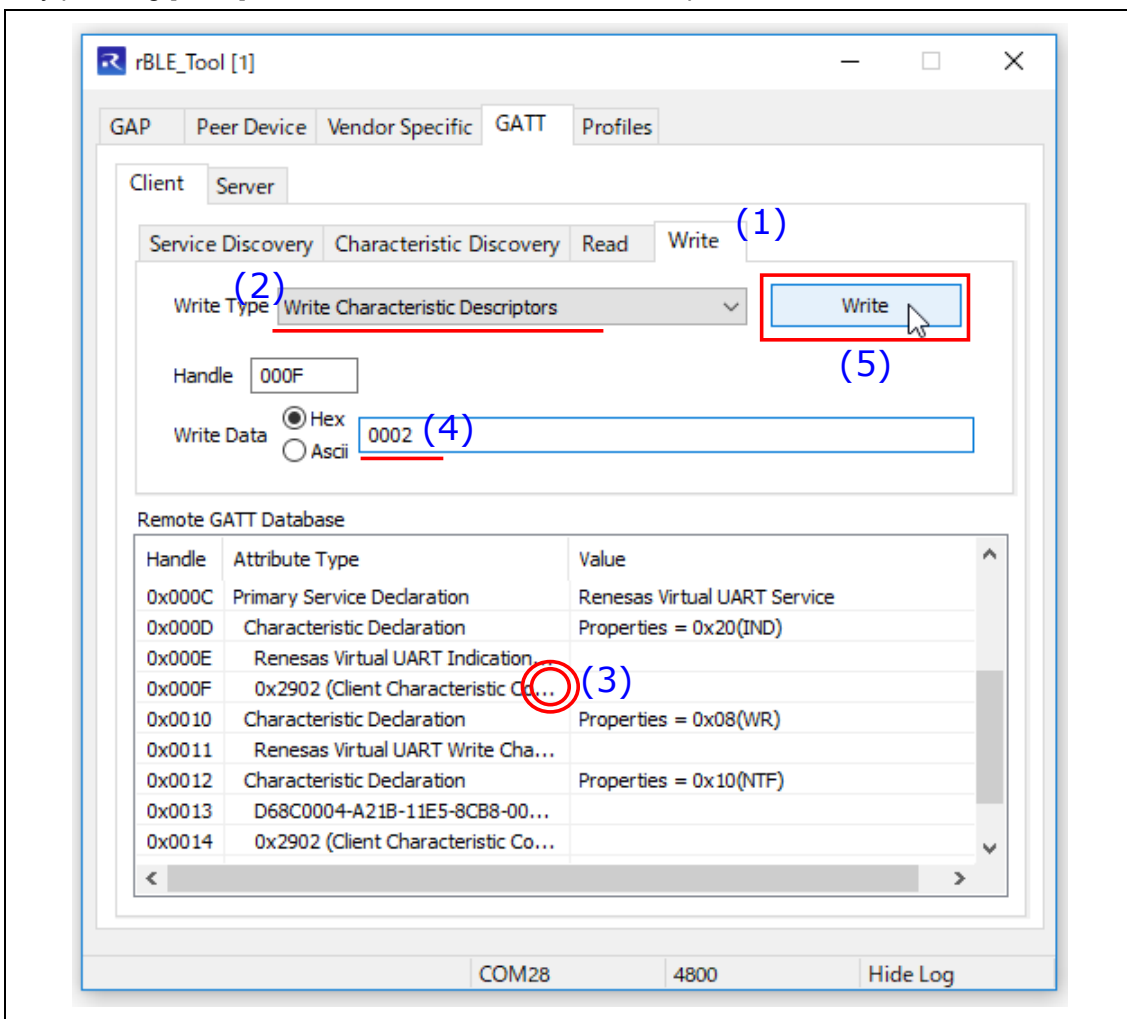 rBLE_Tool [1]
GAP Peer Device Vendor Specific GATT Profiles
Client Server
Service Discovery Characteristic Discovery Read Write (1)
(2)
Write Type Write Characteristic Descriptors Write
(5)
Handle 000F
Hex
Write Data 0002 (4)
Ascii
Remote GATT Database
Handle Attribute Type Value
0x000C Primary Service Declaration Renesas Virtual UART Service
0x000D Characteristic Declaration Properties = 0x20(IND)
0x000E Renesas Virtual UART Indication...
0x000F 0x2902 (Client Characteristic Co... (3)
0x0010 Characteristic Declaration Properties = 0x08(WR)
0x0011 Renesas Virtual UART Write Cha...
0x0012 Characteristic Declaration Properties = 0x10(NTF)
0x0013 D68C0004-A21B-11E5-8CB8-00...
0x0014 0x2902 (Client Characteristic Co...
COM28 4800 Hide Log